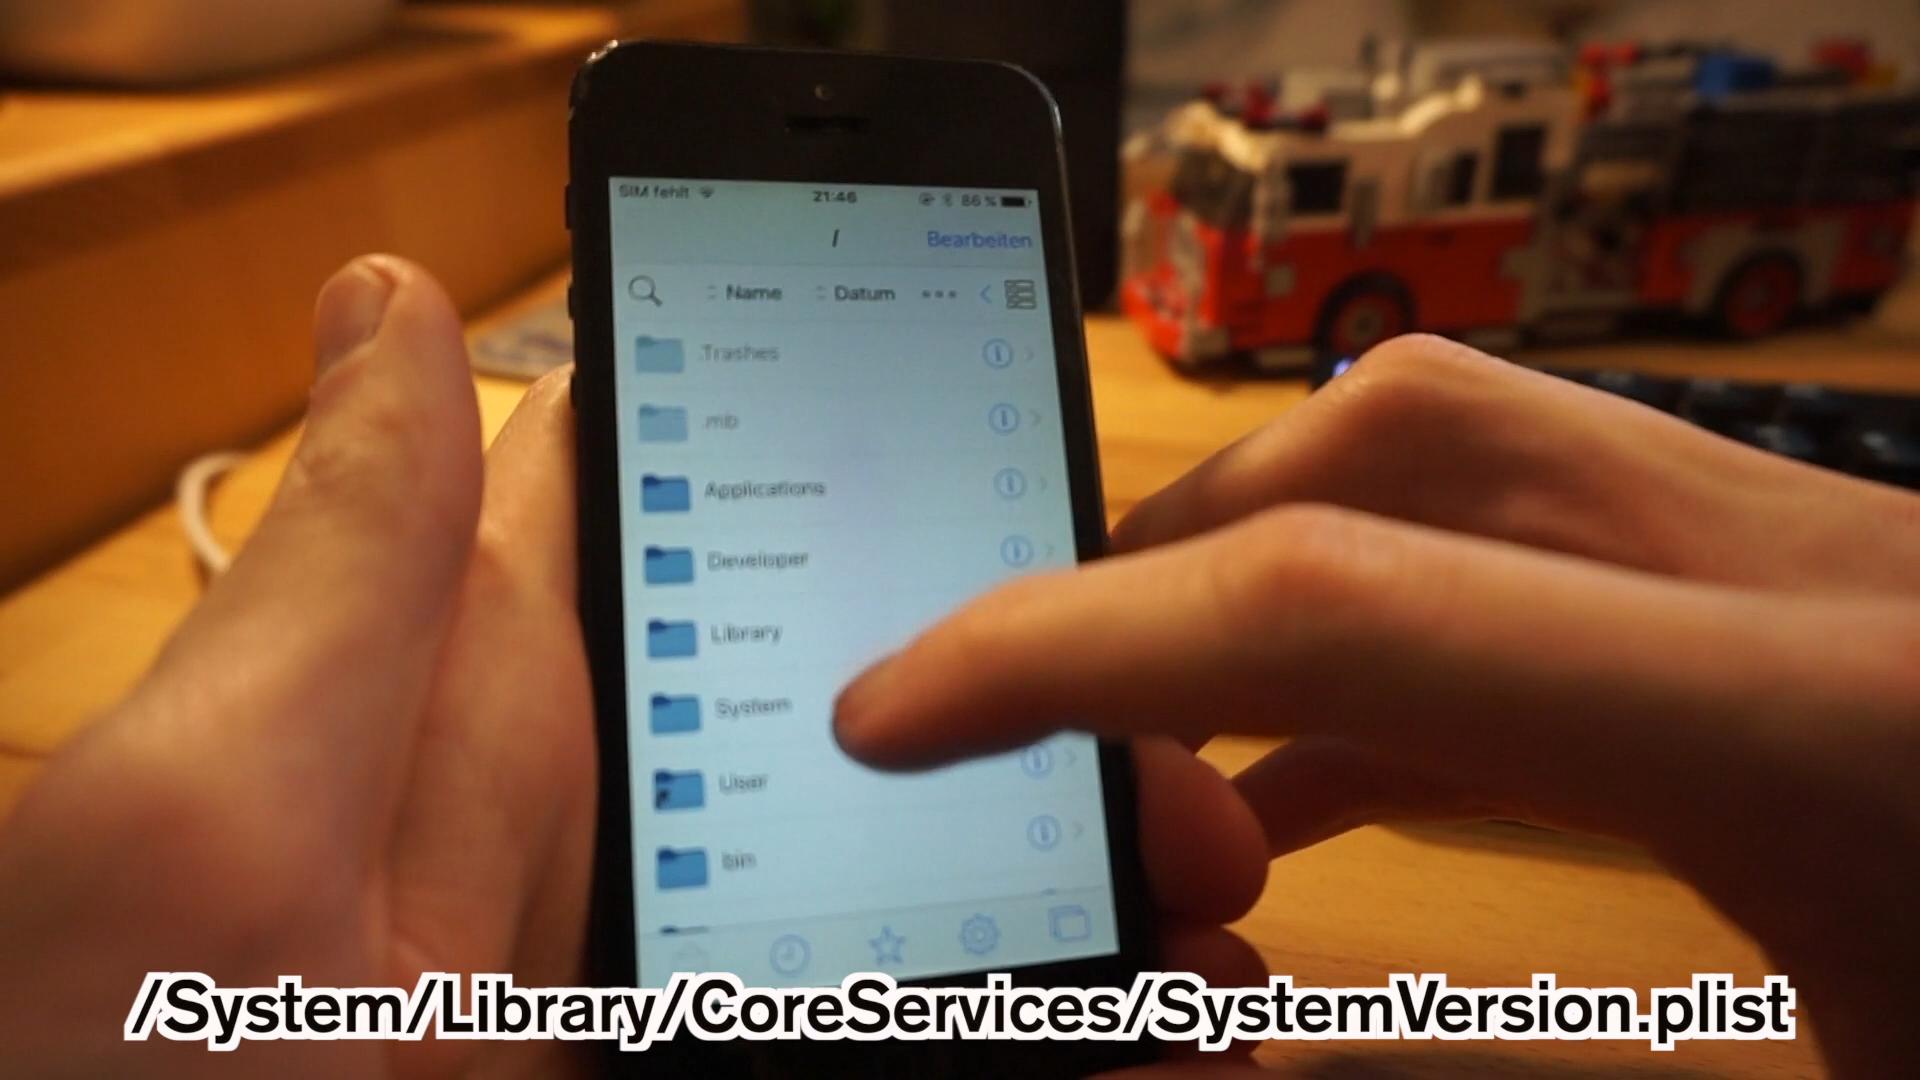 SIM fehlt 21:46 86 %
/ Bearbeiten
Name Datum
.Trashes
.mb
Applications
Developer
Library
System
User
bin
/System/Library/CoreServices/SystemVersion.plist